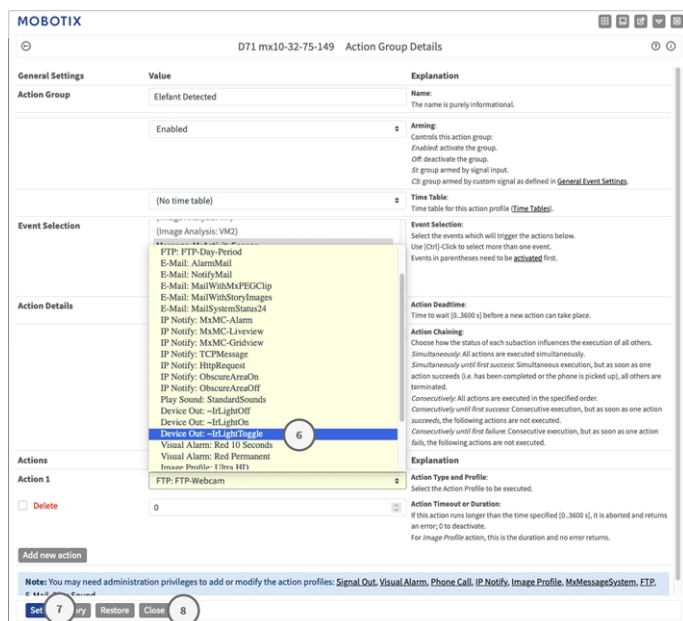 MOBOTIX
D71 mx10-32-75-149 Action Group Details
General Settings Value Explanation
Action Group Elefant Detected Name:
The name is purely informational.
Enabled Arming:
Controls this action group:
Enabled: activate the group.
Off: deactivate the group.
SI: group armed by signal input.
CS: group armed by custom signal as defined in General Event Settings.
(No time table) Time Table:
Time table for this action profile (Time Tables).
Event Selection
(Image Analysis: VM2)
Event Selection:
Select the events which will trigger the actions below.
Use [Ctrl]-Click to select more than one event.
Events in parentheses need to be activated first.
FTP: FTP-Day-Period
E-Mail: AlarmMail
E-Mail: NotifyMail
E-Mail: MailWithMxPEGClip
E-Mail: MailWithStoryImages
E-Mail: MailSystemStatus24
IP Notify: MxMC-Alarm
IP Notify: MxMC-Liveview
IP Notify: MxMC-Gridview
IP Notify: TCPMessage
IP Notify: HttpRequest
IP Notify: ObscureAreaOn
IP Notify: ObscureAreaOff
Play Sound: StandardSounds
Device Out: ~IrLightOff
Device Out: ~IrLightOn
Device Out: ~IrLightToggle 6
Visual Alarm: Red 10 Seconds
Visual Alarm: Red Permanent
Image Profile: Ultra HD
Action Details
Action Deadtime:
Time to wait [0..3600 s] before a new action can take place.
Action Chaining:
Choose how the status of each subaction influences the execution of all others.
Simultaneously: All actions are executed simultaneously.
Simultaneously until first success: Simultaneous execution, but as soon as one
action succeeds (i.e. has been completed or the phone is picked up), all others are
terminated.
Consecutively: All actions are executed in the specified order.
Consecutively until first success: Consecutive execution, but as soon as one action
succeeds, the following actions are not executed.
Consecutively until first failure: Consecutive execution, but as soon as one action
fails, the following actions are not executed.
Actions Explanation
Action 1 FTP: FTP-Webcam Action Type and Profile:
Select the Action Profile to be executed.
Delete 0 Action Timeout or Duration:
If this action runs longer than the time specified [0..3600 s], it is aborted and returns
an error; 0 to deactivate.
For Image Profile action, this is the duration and no error returns.
Add new action
Note: You may need administration privileges to add or modify the action profiles: Signal Out, Visual Alarm, Phone Call, IP Notify, Image Profile, MxMessageSystem, FTP,
Set 7 Restore Close 8